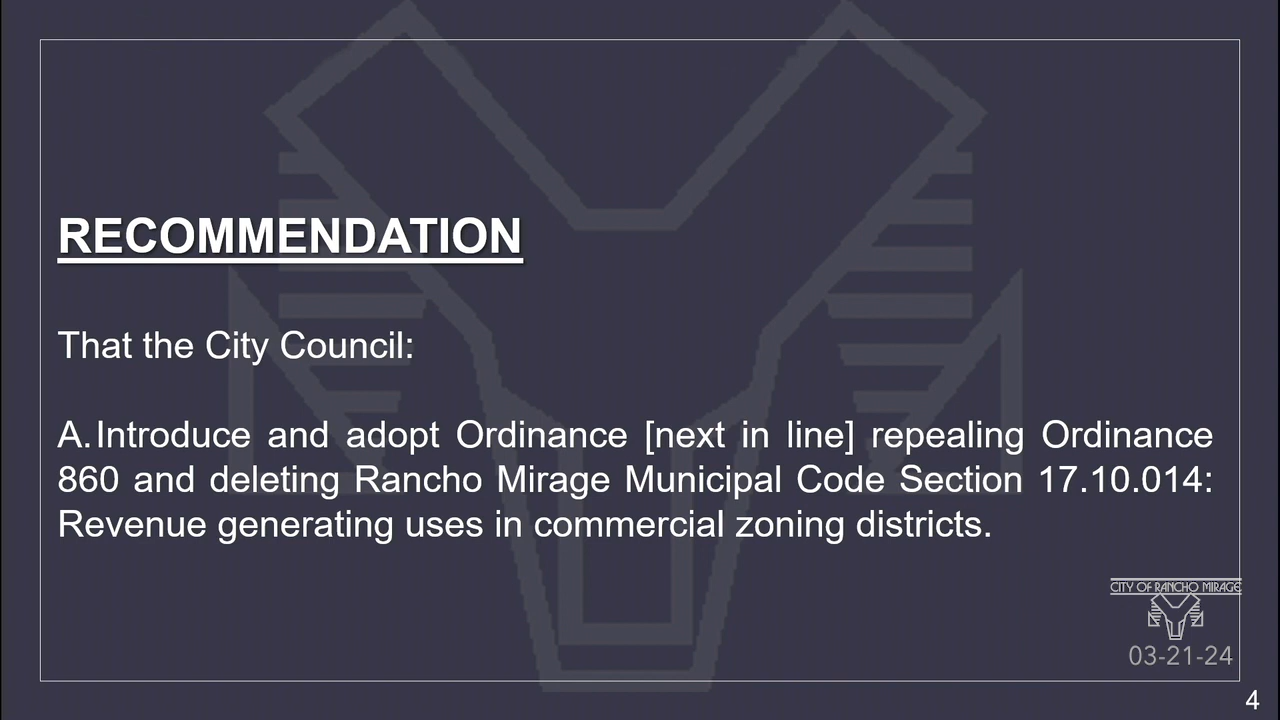 RECOMMENDATION
That the City Council:
A.Introduce and adopt Ordinance [next in line] repealing Ordinance
860 and deleting Rancho Mirage Municipal Code Section 17.10.014:
Revenue generating uses in commercial zoning districts.
CITY OF RANCHO MIRAGE
03-21-24
4